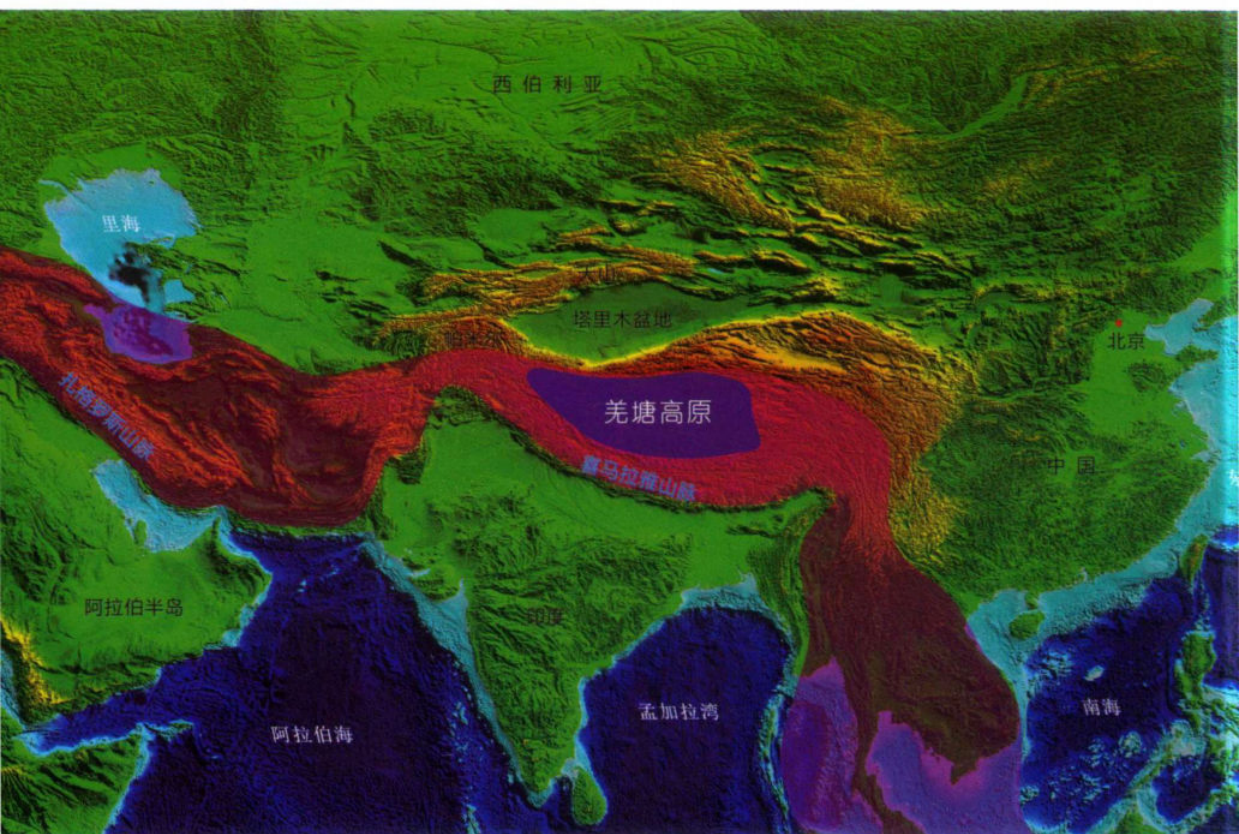 西伯利亚
里海
天山
塔里木盆地
帕米尔
北京
羌塘高原
扎格罗斯山脉
喜马拉雅山脉
中国
阿拉伯半岛
印度
孟加拉湾
南海
阿拉伯海